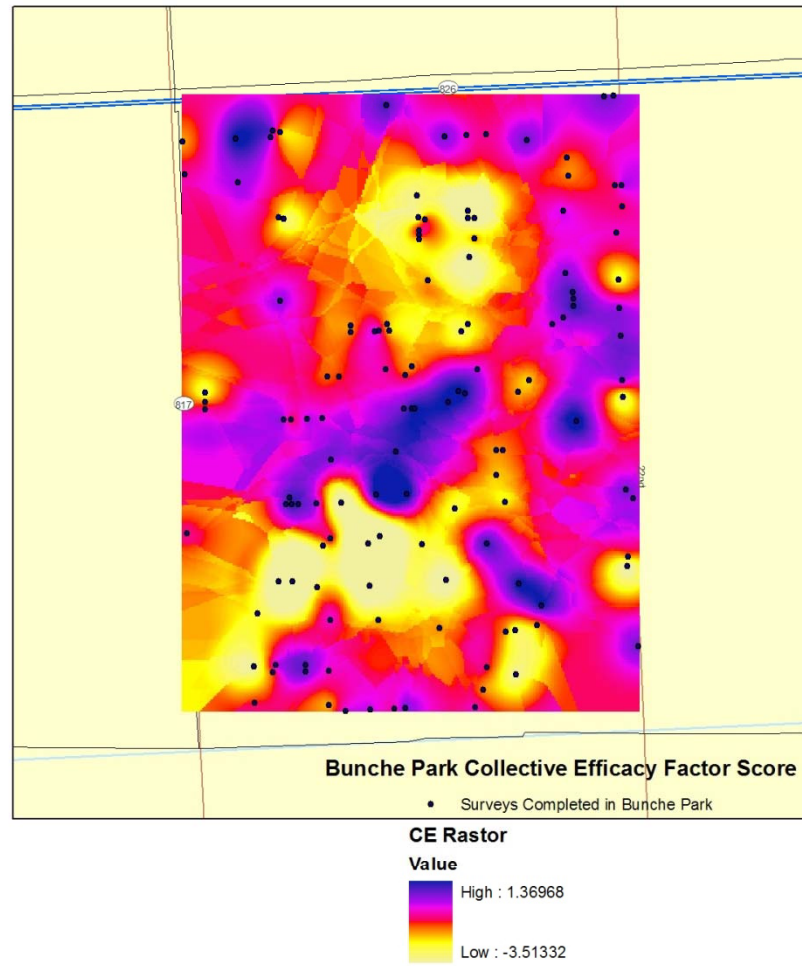 826
817
Bunche Park Collective Efficacy Factor Score
Surveys Completed in Bunche Park
CE Rastor
Value
High : 1.36968
Low : -3.51332